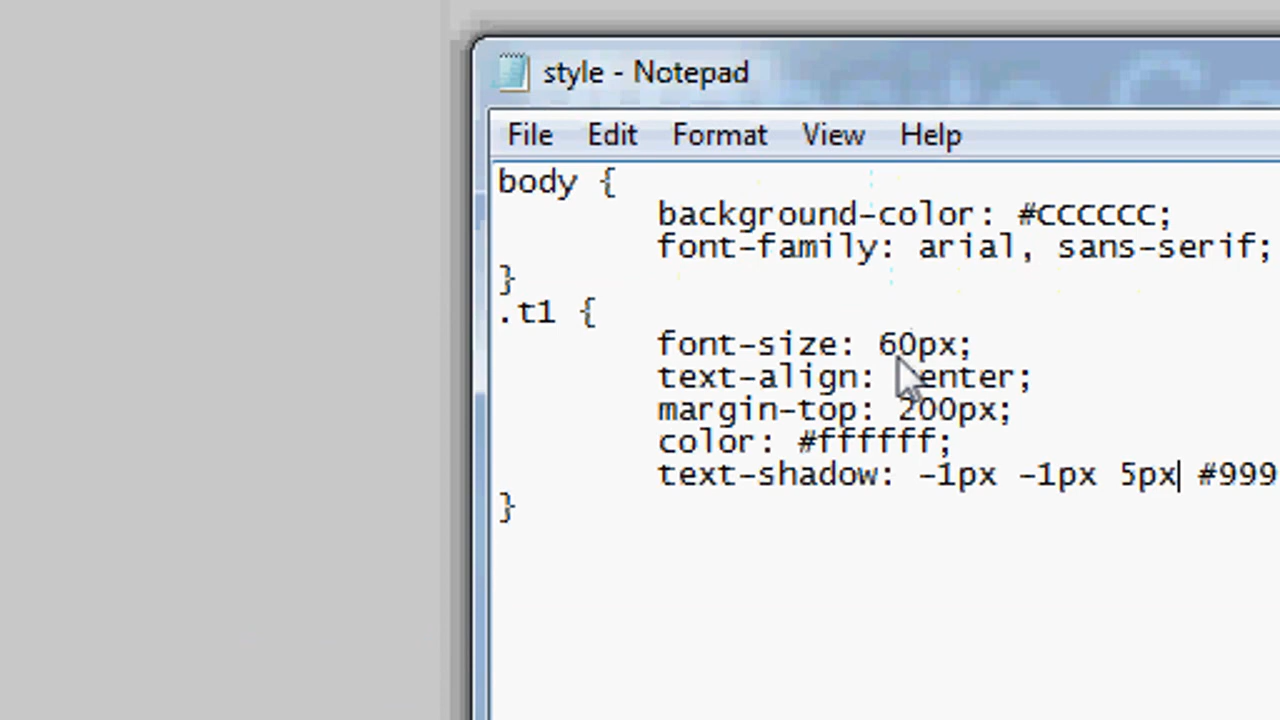 style - Notepad
File Edit Format View Help
body {
background-color: #CCCCCC;
font-family: arial, sans-serif;
}
.t1 {
font-size: 60px;
text-align: center;
margin-top: 200px;
color: #ffffff;
text-shadow: -1px -1px 5px #999
}